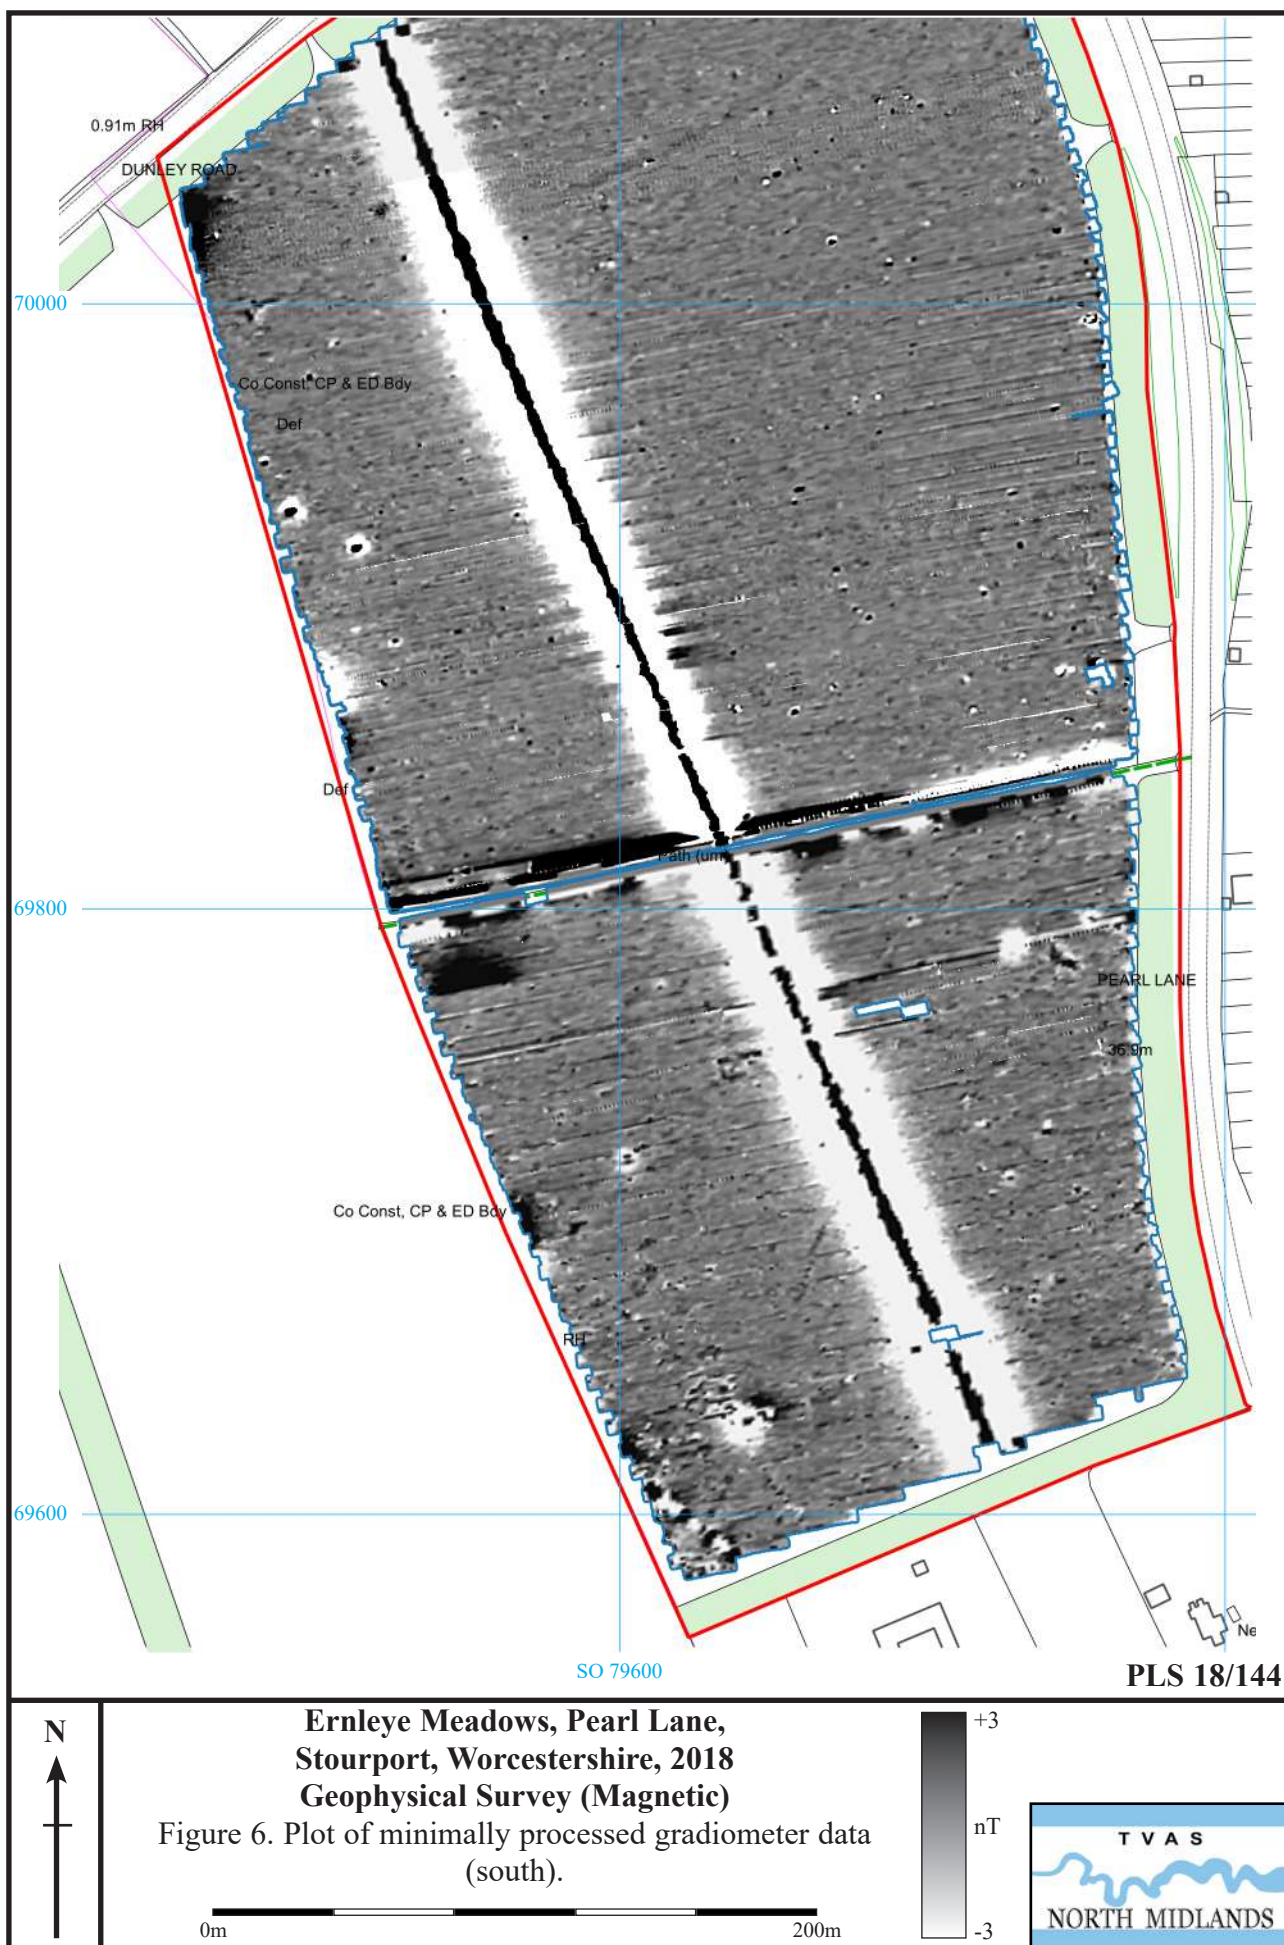 0.91m RH
DUNLEY ROAD
70000
Co Const, CP & ED Bdy
Def
Def
Path (um)
69800
PEARL LANE
36.9m
Co Const, CP & ED Bdy
RH
69600
Ne
SO 79600
PLS 18/144
N
Ernleye Meadows, Pearl Lane,
Stourport, Worcestershire, 2018
Geophysical Survey (Magnetic)
Figure 6. Plot of minimally processed gradiometer data
(south).
0m
200m
+3
nT
-3
TVAS
NORTH MIDLANDS